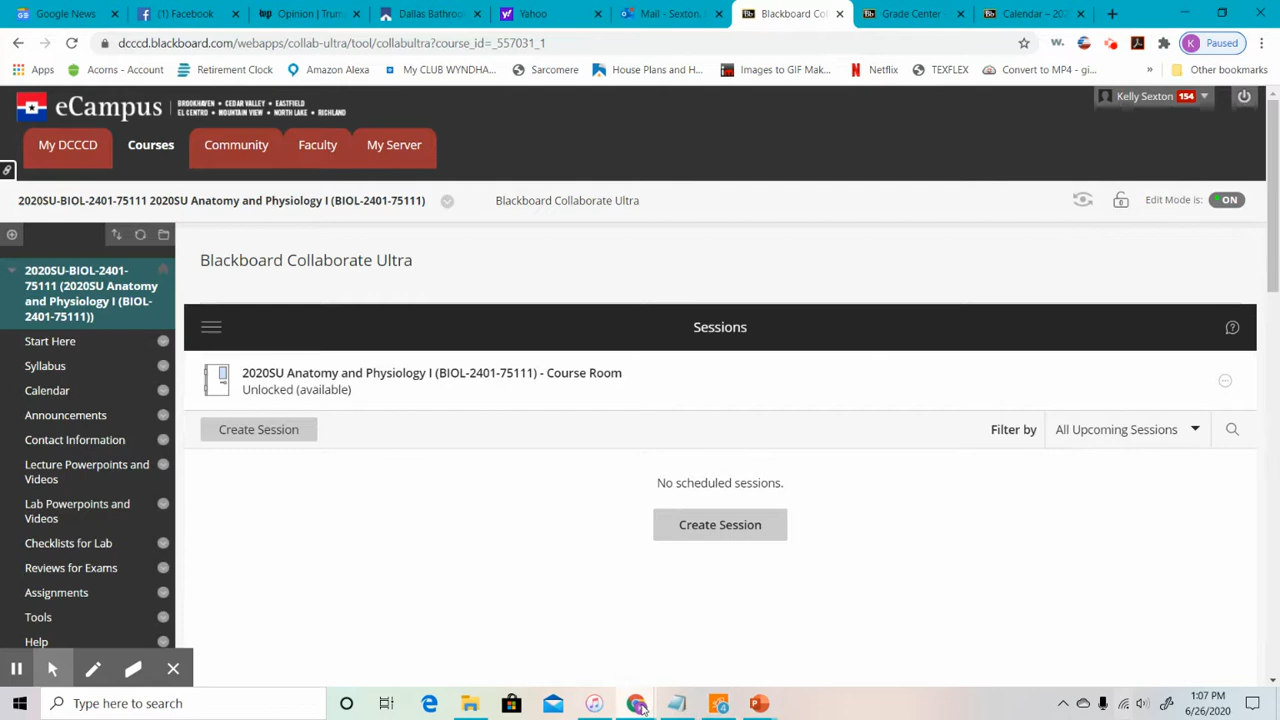 Google News
(1) Facebook
Opinion | Trum
Dallas Bathroo
Yahoo
Mail - Sexton,
Blackboard Col
Grade Center
Calendar – 202
dcccd.blackboard.com/webapps/collab-ultra/tool/collabultra?course_id=_557031_1
Paused
Apps
Acorns - Account
Retirement Clock
Amazon Alexa
My CLUB WYNDHA...
Sarcomere
House Plans and H...
Images to GIF Mak...
Netflix
TEXFLEX
Convert to MP4 - gi...
Other bookmarks
eCampus
BROOKHAVEN • CEDAR VALLEY • EASTFIELD
EL CENTRO • MOUNTAIN VIEW • NORTH LAKE • RICHLAND
Kelly Sexton 154
My DCCCD
Courses
Community
Faculty
My Server
2020SU-BIOL-2401-75111 2020SU Anatomy and Physiology I (BIOL-2401-75111)
Blackboard Collaborate Ultra
Edit Mode is: ON
2020SU-BIOL-2401-
75111 (2020SU Anatomy
and Physiology I (BIOL-
2401-75111))
Start Here
Syllabus
Calendar
Announcements
Contact Information
Lecture Powerpoints and
Videos
Lab Powerpoints and
Videos
Checklists for Lab
Reviews for Exams
Assignments
Tools
Help
Blackboard Collaborate Ultra
Sessions
2020SU Anatomy and Physiology I (BIOL-2401-75111) - Course Room
Unlocked (available)
Create Session
Filter by
All Upcoming Sessions
No scheduled sessions.
Create Session
Type here to search
1:07 PM
6/26/2020